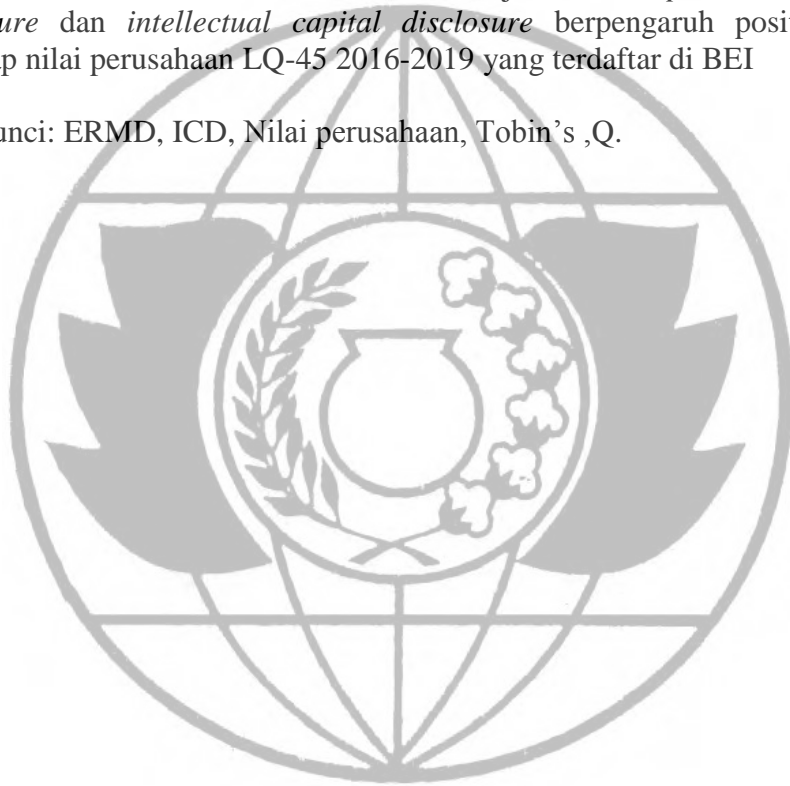 ure dan intellectual capital disclosure berpengaruh posit
ap nilai perusahaan LQ-45 2016-2019 yang terdaftar di BEI
unci: ERMD, ICD, Nilai perusahaan, Tobin’s ,Q.